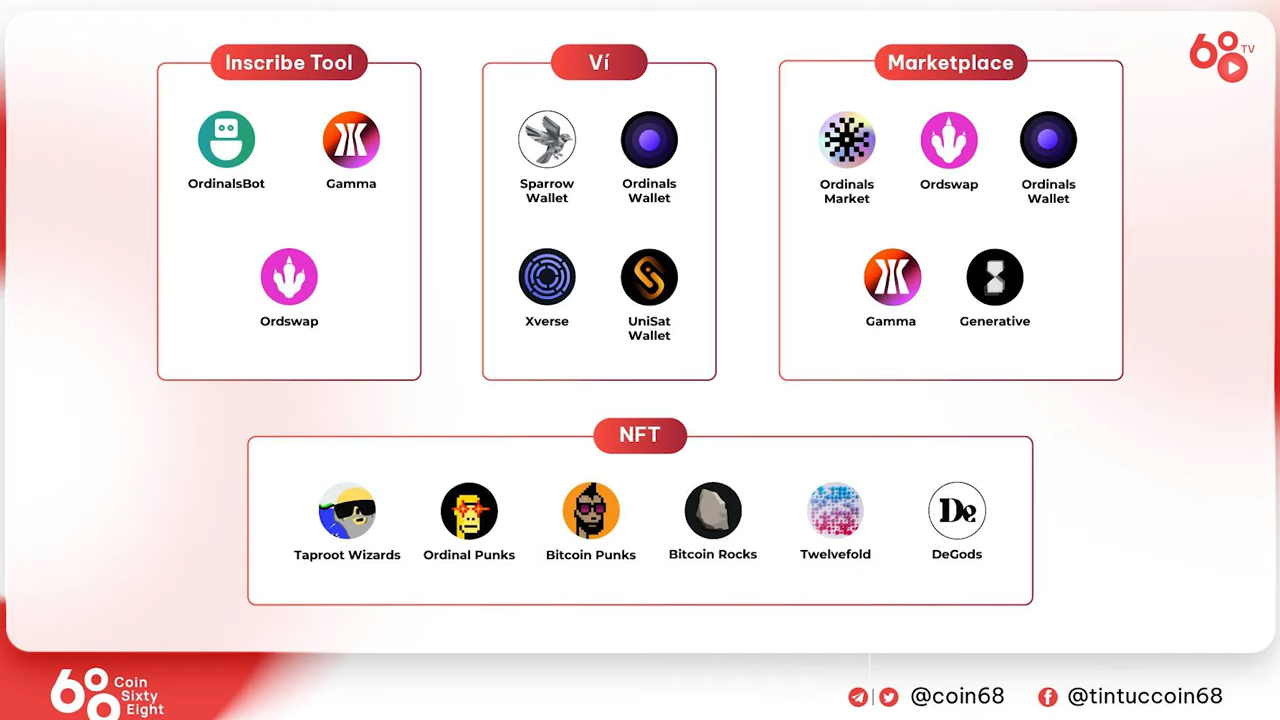 Inscribe Tool
OrdinalsBot
Gamma
Ordswap
Ví
Sparrow
Wallet
Ordinals
Wallet
Xverse
UniSat
Wallet
Marketplace
Ordinals
Market
Ordswap
Ordinals
Wallet
Gamma
Generative
68 TV
NFT
Taproot Wizards
Ordinal Punks
Bitcoin Punks
Bitcoin Rocks
Twelvefold
De
DeGods
68
Coin
Sixty
Eight
@coin68
@tintuccoin68